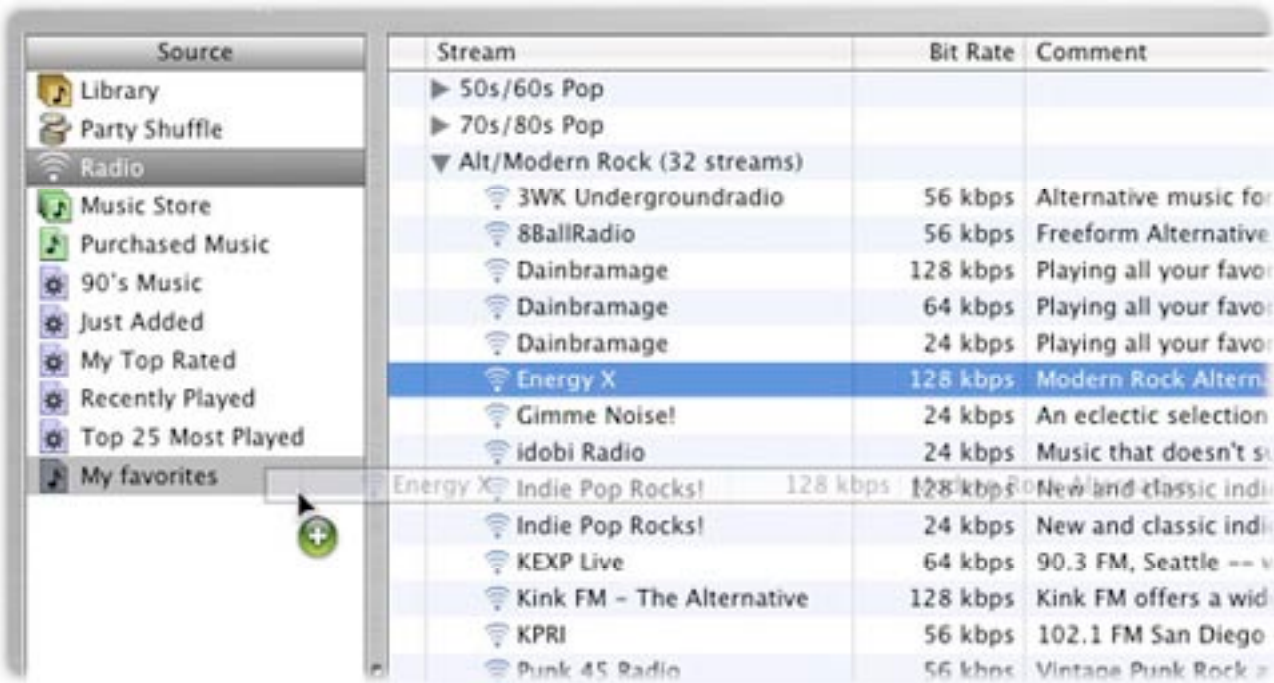 Source
Library
Party Shuffle
Radio
Music Store
Purchased Music
90's Music
Just Added
My Top Rated
Recently Played
Top 25 Most Played
My favorites
Stream Bit Rate Comment
50s/60s Pop
70s/80s Pop
Alt/Modern Rock (32 streams)
3WK Undergroundradio 56 kbps Alternative music for
8BallRadio 56 kbps Freeform Alternative
Dainbramage 128 kbps Playing all your
Dainbramage 64 kbps Playing all your
Dainbramage 24 kbps Playing all your
Energy X 128 kbps Modern Rock
Gimme Noise! 24 kbps An eclectic selection
idobi Radio 24 kbps Music that doesn't
Energy X 128 kbps
Indie Pop Rocks! 128 kbps New and classic
Indie Pop Rocks! 24 kbps New and classic
KEXP Live 64 kbps 90.3 FM, Seattle --
Kink FM - The Alternative 128 kbps Kink FM offers a
KPRI 56 kbps 102.1 FM San Diego
Punk 45 Radio 56 kbps Vintage Punk Rock